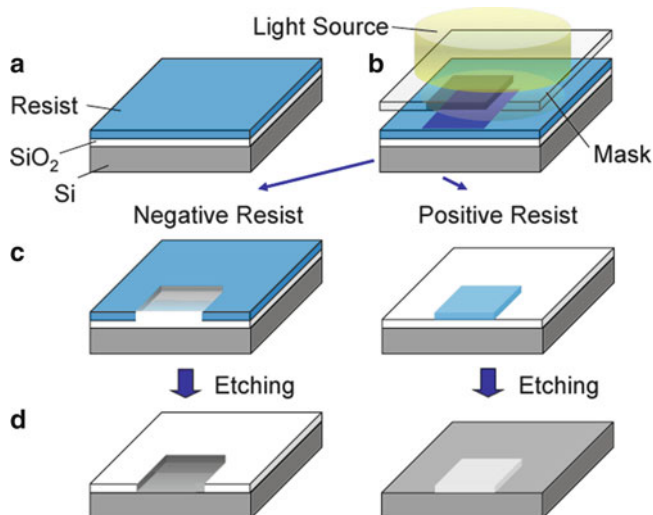 Light Source
a
b
Resist
SiO₂
Si
Mask
Negative Resist
Positive Resist
c
Etching
Etching
d